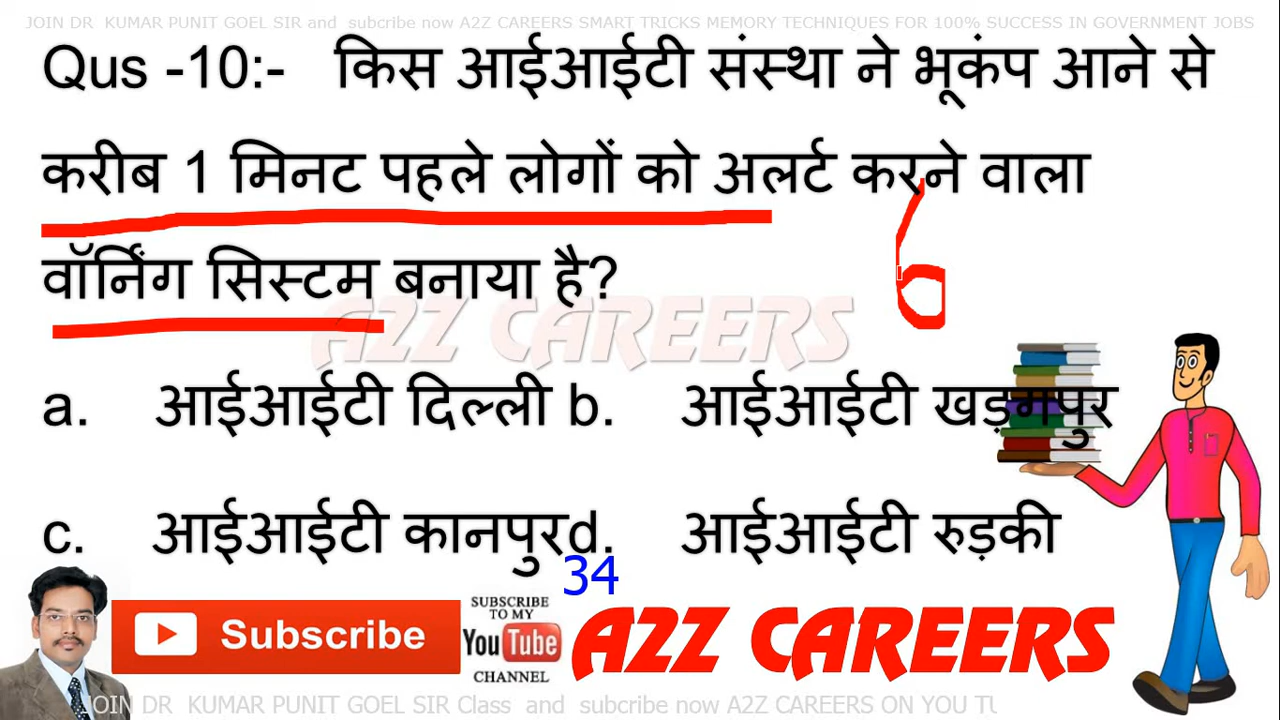 JOIN DR KUMAR PUNIT GOEL SIR and subcribe now A2Z CAREERS SMART TRICKS MEMORY TECHNIQUES FOR 100% SUCCESS IN GOVERNMENT JOBS
Qus -10:- किस आईआईटी संस्था ने भूकंप आने से
करीब 1 मिनट पहले लोगों को अलर्ट करने वाला
वॉर्निंग सिस्टम बनाया है?
6
A2Z CAREERS
a. आईआईटी दिल्ली b. आईआईटी खड़गपुर
c. आईआईटी कानपुर d. आईआईटी रुड़की
34
Subscribe
SUBSCRIBE
TO MY
YouTube
CHANNEL
A2Z CAREERS
JOIN DR KUMAR PUNIT GOEL SIR Class and subcribe now A2Z CAREERS ON YOU TU